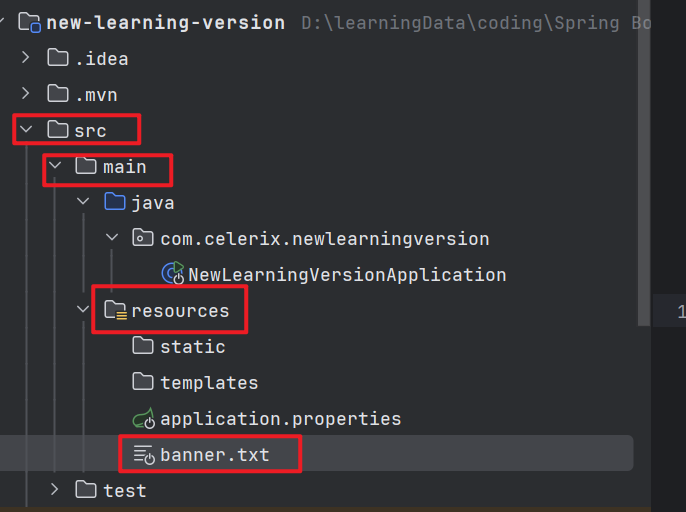 new-learning-version D:\learningData\coding\Spring Bo
.idea
.mvn
src
main
java
com.celerix.newlearningversion
NewLearningVersionApplication
resources
1
static
templates
application.properties
banner.txt
test